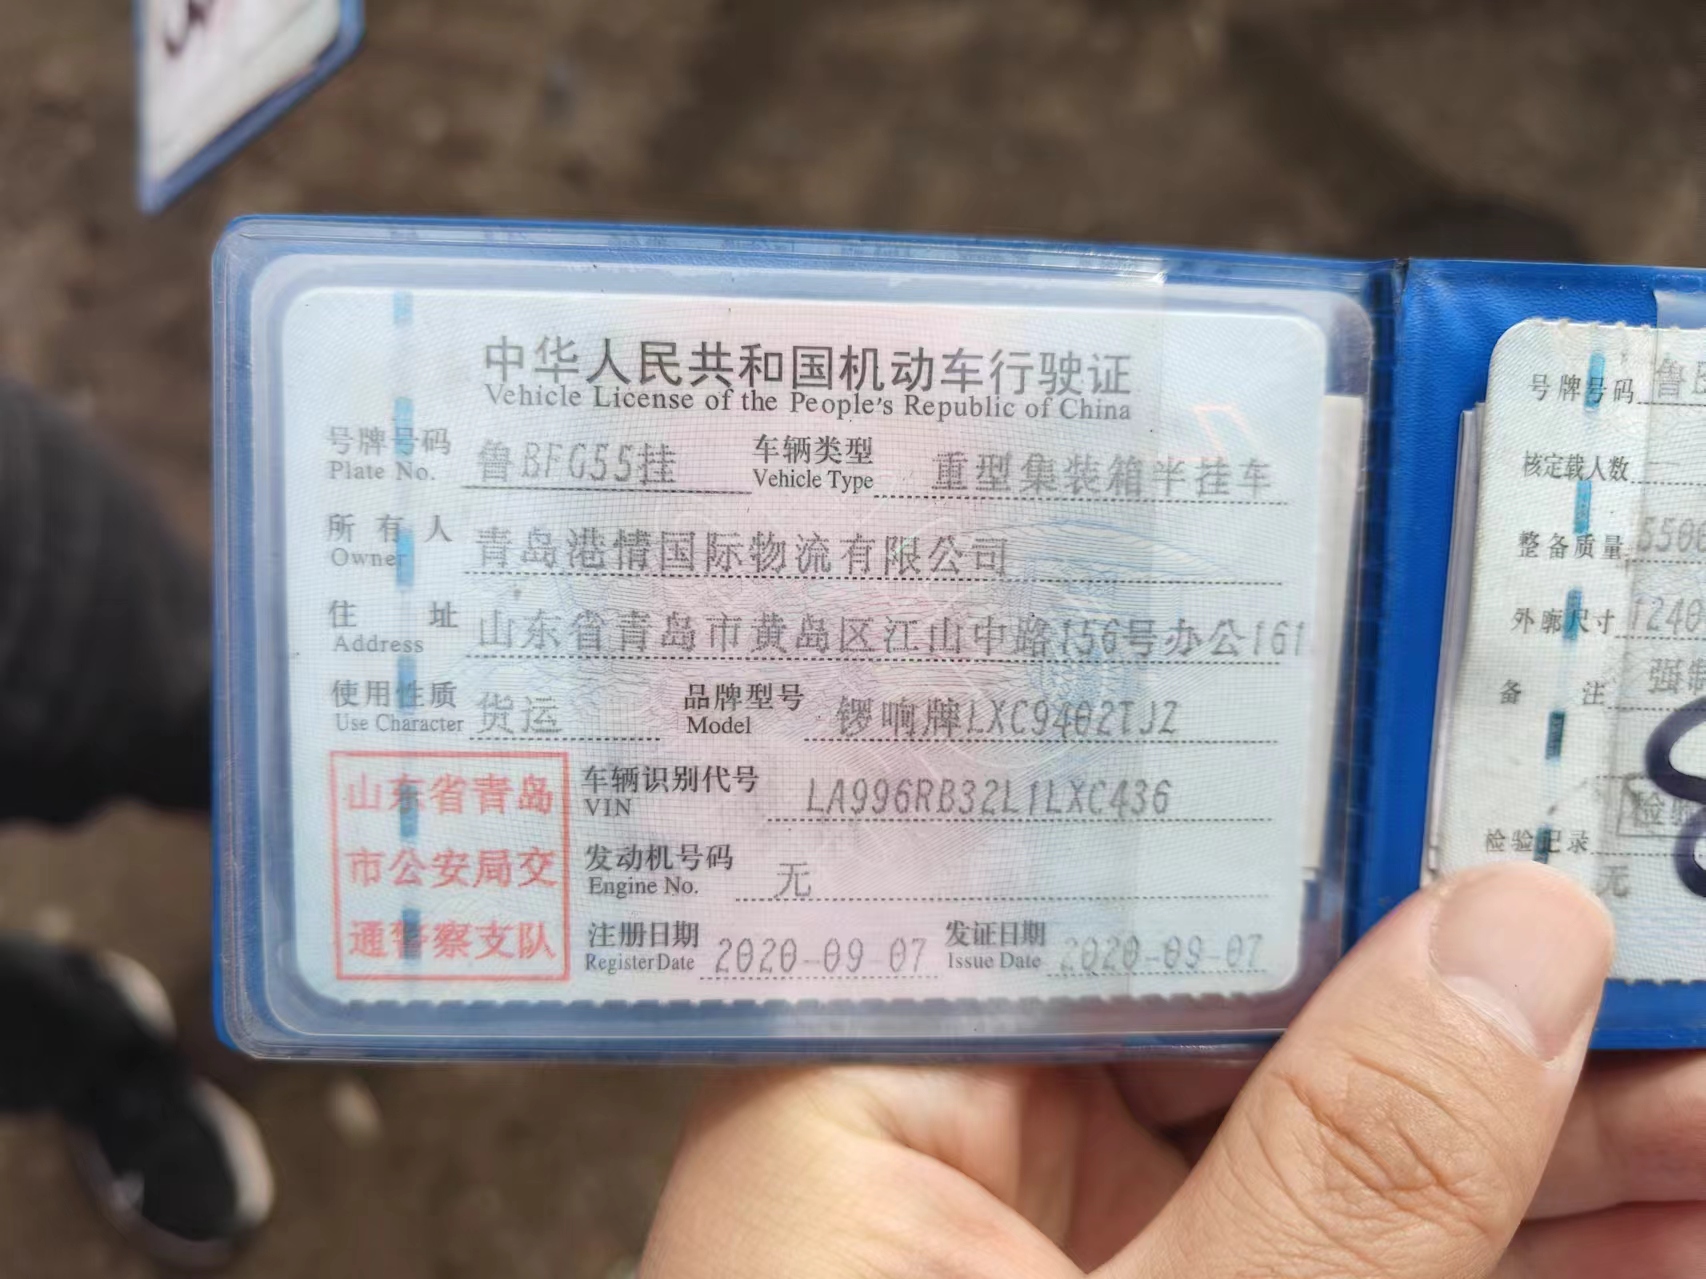 中华人民共和国机动车行驶证
Vehicle License of the People's Republic of China
号牌号码 鲁BFG55挂 车辆类型 重型集装箱半挂车
Plate No. Vehicle Type
所有人 青岛港情国际物流有限公司
Owner
住址 山东省青岛市黄岛区江山中路156号办公161
Address
使用性质 货运 品牌型号 锣响牌LXC9402TJZ
Use Character Model
山东省青岛
市公安局交
通警察支队
车辆识别代号 LA996RB32L1LXC436
VIN
发动机号码 无
Engine No.
注册日期 2020-09-07 发证日期 2020-09-07
Register Date Issue Date
号牌号码 鲁
核定载人数
整备质量 550
外廓尺寸 1240
备注 强制
检验记录
无